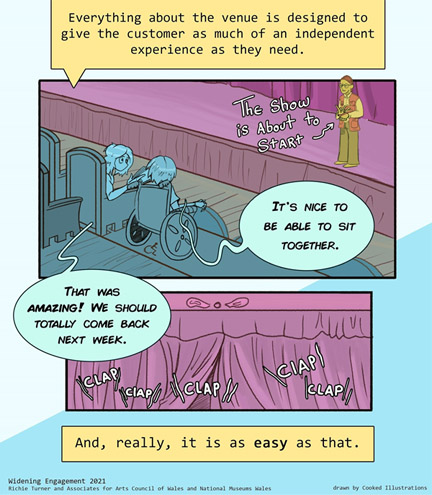 Everything about the venue is designed to
give the customer as much of an independent
experience as they need.
The Show
is About to
Start
It's nice to
be able to sit
together.
That was
amazing! We should
totally come back
next week.
Clap
Clap
Clap
Clap!
Clap
And, really, it is as easy as that.
Widening Engagement 2021
Richie Turner and Associates for Arts Council of Wales and National Museums Wales
drawn by Cooked Illustrations